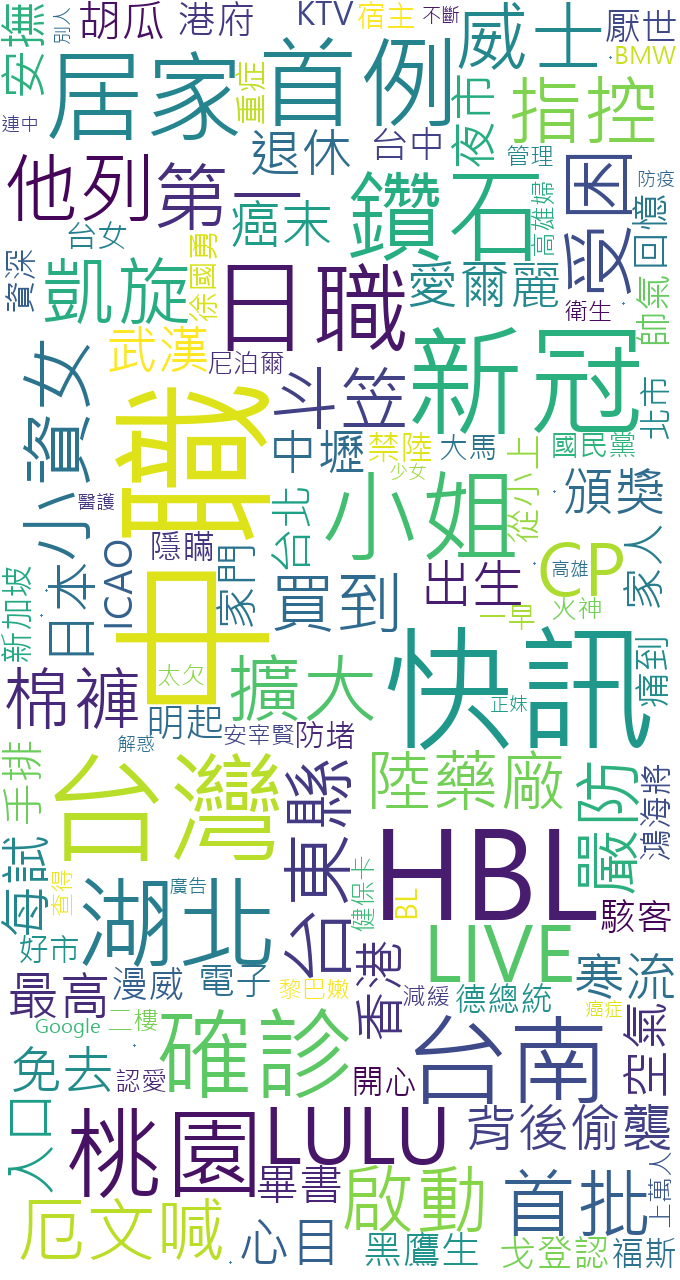 安撫
別人
胡瓜
港府
KTV
宿主
不斷
威士
厭世
BMW
連中
居家
重症
首例
夜市
指控
他列
第一
退休
癌末
台中
鑽石
管理
高雄婦
受困
防疫
回憶
台女
資深
凱旋
徐國勇
日職
愛爾麗
衛生
帥氣
武漢
尼泊爾
小資女
斗笠
新冠
北市
職
中
中壢
禁陸
大馬
從小上
國民黨
少女
醫護
小姐
頒獎
隱瞞
台北
CP
高雄
家人
日本
ICAO
家門
買到
出生
一早
火神
新加坡
棉褲
太欠
擴大
快訊
痛到
正妹
明起
安宰賢
防堵
解惑
手排
台灣
台東縣
陸藥廠
嚴防
鴻海將
每試
查得
廣告
湖北
健保卡
BL
HBL
駭客
好市
LIVE
最高
漫威
電子
黎巴嫩
香港
減緩
德總統
寒流
癌症
Google
二樓
確診
台南
空氣
免去
認愛
開心
人口
桃園
LULU
背後偷襲
畢書
啟動
首批
上萬人
厄文喊
心目
黑鷹生
戈登認
福斯